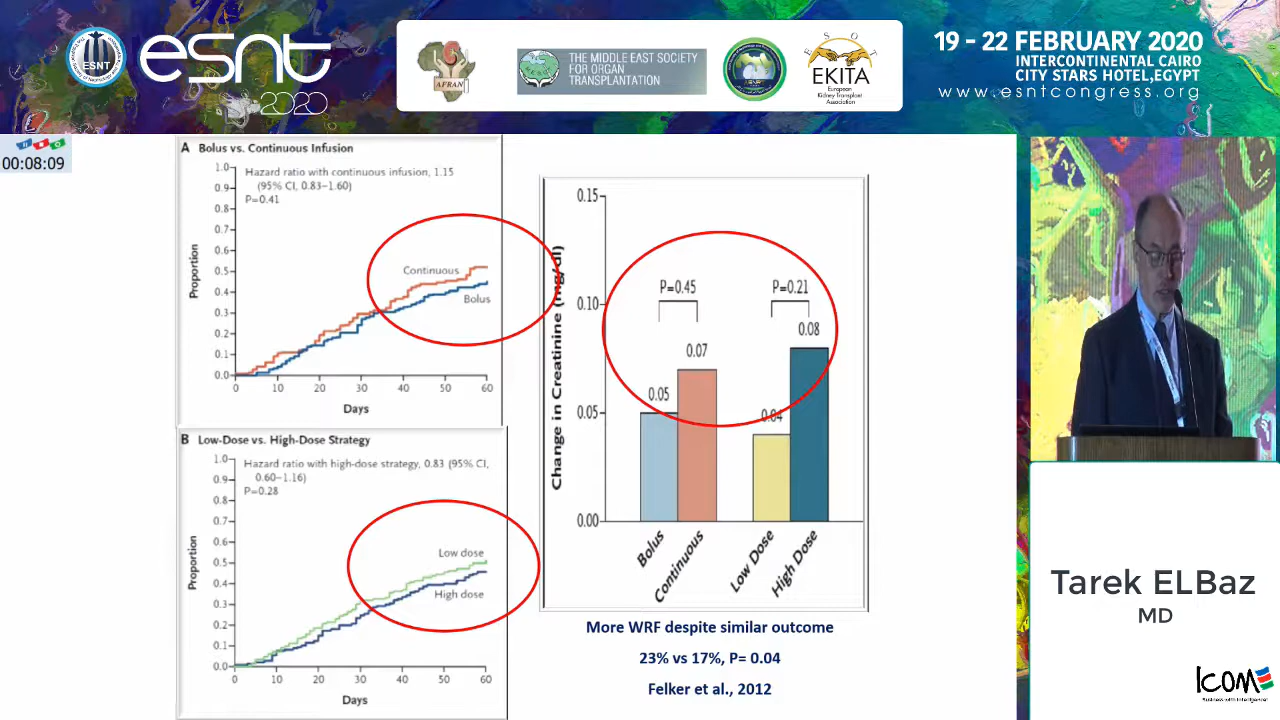 ESNT
esnt
2020
AFRAN
THE MIDDLE EAST SOCIETY
FOR ORGAN
TRANSPLANTATION
E S O T
EKITA
European
Kidney Transplant
Association
19 - 22 FEBRUARY 2020
INTERCONTINENTAL CAIRO
CITY STARS HOTEL,EGYPT
www.esntcongress.org
00:08:09
A Bolus vs. Continuous Infusion
Hazard ratio with continuous infusion, 1.15
(95% CI, 0.83–1.60)
P=0.41
1.0
0.9
0.8
0.7
0.6
0.5
0.4
0.3
0.2
0.1
0.0
Proportion
Continuous
Bolus
0 10 20 30 40 50 60
Days
B Low-Dose vs. High-Dose Strategy
Hazard ratio with high-dose strategy, 0.83 (95% CI,
0.60–1.16)
P=0.28
1.0
0.9
0.8
0.7
0.6
0.5
0.4
0.3
0.2
0.1
0.0
Proportion
Low dose
High dose
0 10 20 30 40 50 60
Days
0.15
0.10
0.05
0.00
Change in Creatinine (mg/dl)
P=0.45
P=0.21
0.05
0.07
0.04
0.08
Bolus
Continuous
Low Dose
High Dose
More WRF despite similar outcome
23% vs 17%, P= 0.04
Felker et al., 2012
Tarek ELBaz
MD
ICOM
Business with Intelligence